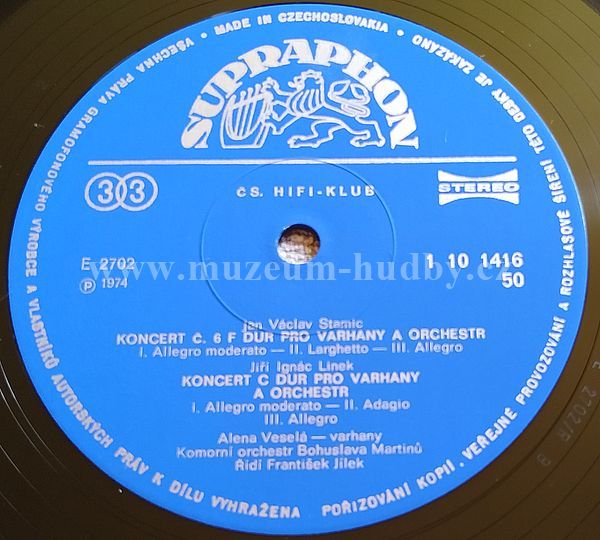 VŠECHNA PRÁVA GRAMOFONOVÉHO VÝROBCE A VLASTNÍKŮ AUTORSKÝCH PRÁV K DÍLU VYHRAŽENA
POŘIZOVÁNÍ KOPIÍ, VEŘEJNÉ PROVOZOVÁNÍ A ROZHLASOVÉ ŠÍŘENÍ TÉTO DESKY JE ZAKÁZÁNO
• MADE IN CZECHOSLOVAKIA •
SUPRAPHON
33
ČS. HIFI-KLUB
STEREO
E 2702
1 10 1416
www.muzeum-hudby.cz
℗ 1974
50
Jan Václav Stamic
KONCERT Č. 6 F DUR PRO VARHANY A ORCHESTR
I. Allegro moderato — II. Larghetto — III. Allegro
Jiří Ignác Linek
KONCERT C DUR PRO VARHANY
A ORCHESTR
I. Allegro moderato — II. Adagio
III. Allegro
Alena Veselá — varhany
Komorní orchestr Bohuslava Martinů
Řídí František Jílek